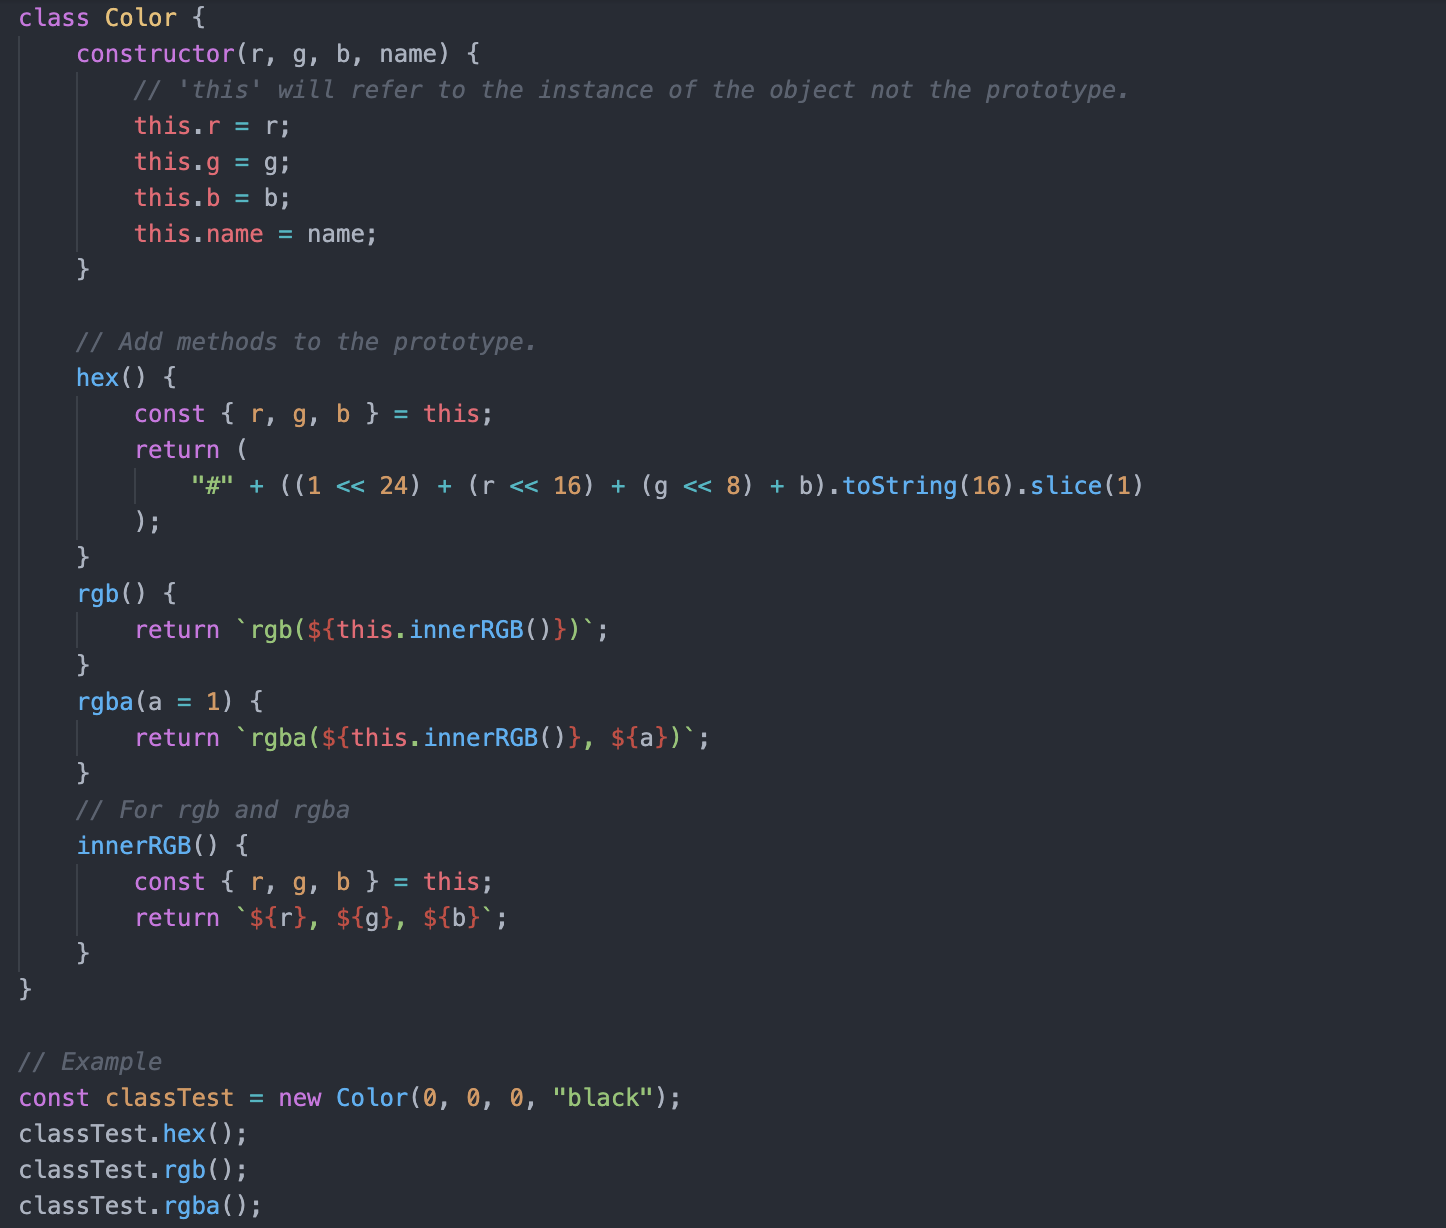 class Color {
    constructor(r, g, b, name) {
        // 'this' will refer to the instance of the object not the prototype.
        this.r = r;
        this.g = g;
        this.b = b;
        this.name = name;
    }

    // Add methods to the prototype.
    hex() {
        const { r, g, b } = this;
        return (
            "#" + ((1 << 24) + (r << 16) + (g << 8) + b).toString(16).slice(1)
        );
    }
    rgb() {
        return `rgb(${this.innerRGB()})`;
    }
    rgba(a = 1) {
        return `rgba(${this.innerRGB()}, ${a})`;
    }
    // For rgb and rgba
    innerRGB() {
        const { r, g, b } = this;
        return `${r}, ${g}, ${b}`;
    }
}

// Example
const classTest = new Color(0, 0, 0, "black");
classTest.hex();
classTest.rgb();
classTest.rgba();